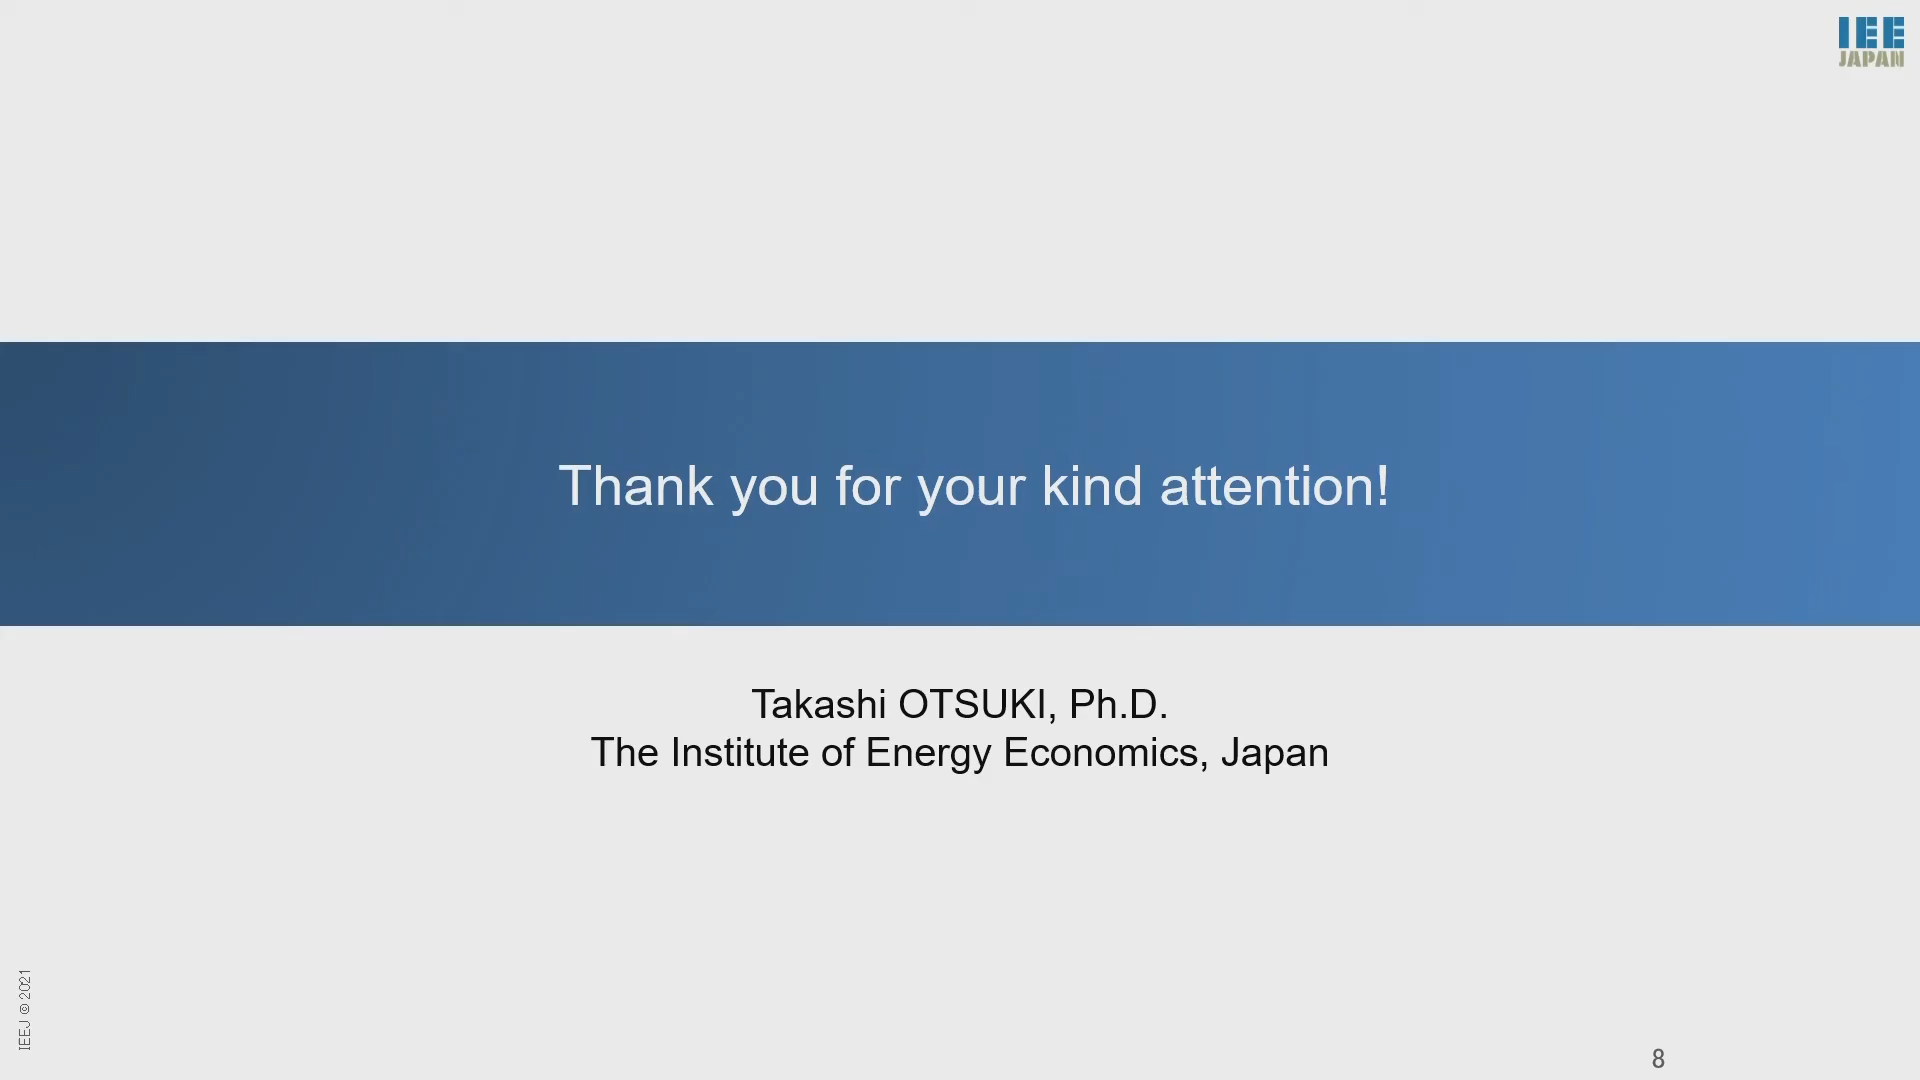 IEE
JAPAN
Thank you for your kind attention!
Takashi OTSUKI, Ph.D.
The Institute of Energy Economics, Japan
IEEJ © 2021
8